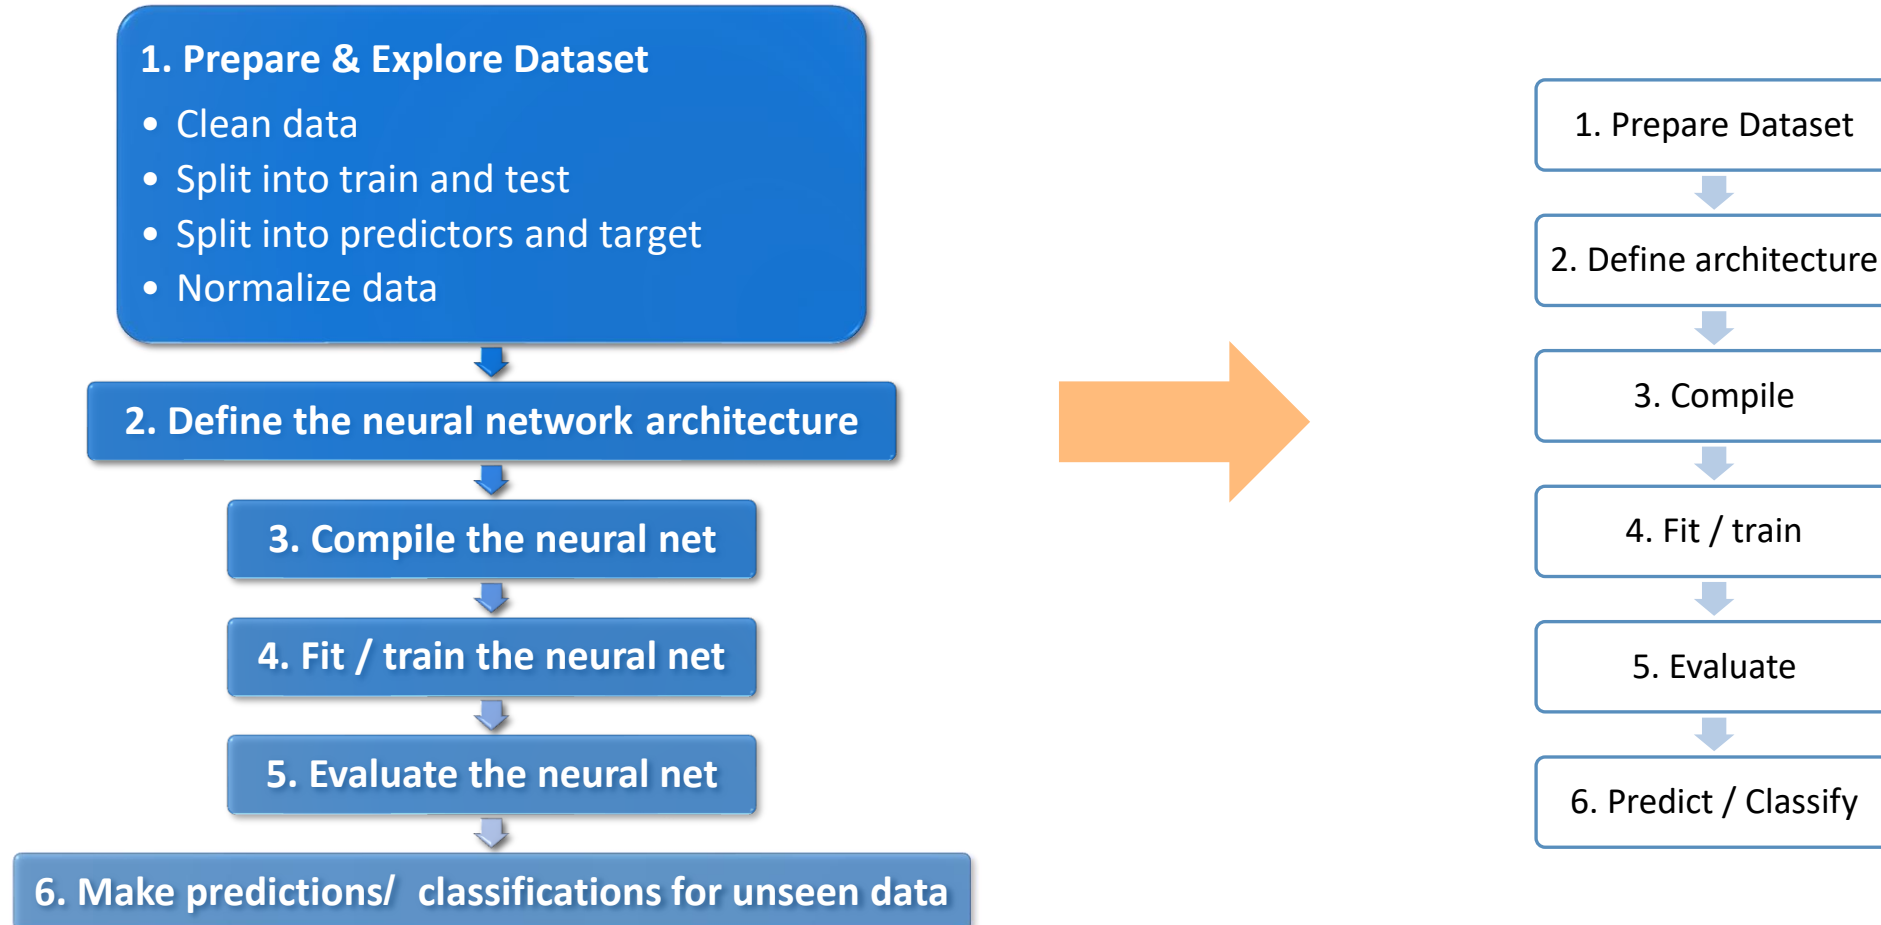 1. Prepare & Explore Dataset
• Clean data
• Split into train and test
• Split into predictors and target
• Normalize data
2. Define the neural network architecture
3. Compile the neural net
4. Fit / train the neural net
5. Evaluate the neural net
6. Make predictions/  classifications for unseen data
1. Prepare Dataset
2. Define architecture
3. Compile
4. Fit / train
5. Evaluate
6. Predict / Classify